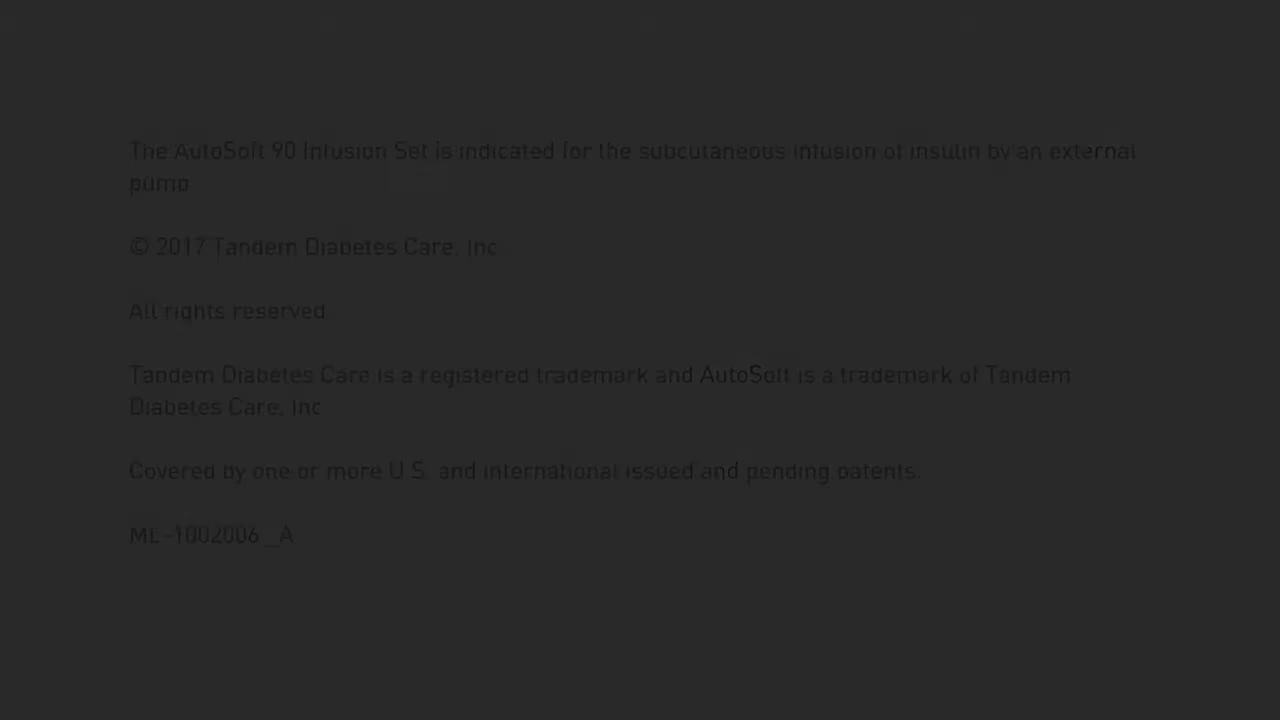 The AutoSoft 90 Infusion Set is indicated for the subcutaneous infusion of insulin by an external
pump.
© 2017 Tandem Diabetes Care, Inc.
All rights reserved.
Tandem Diabetes Care is a registered trademark and AutoSoft is a trademark of Tandem
Diabetes Care, Inc.
Covered by one or more U.S. and international issued and pending patents.
ML-1002006_A